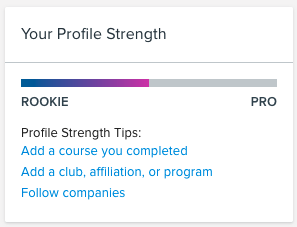 Your Profile Strength
ROOKIE PRO
Profile Strength Tips:
Add a course you completed
Add a club, affiliation, or program
Follow companies